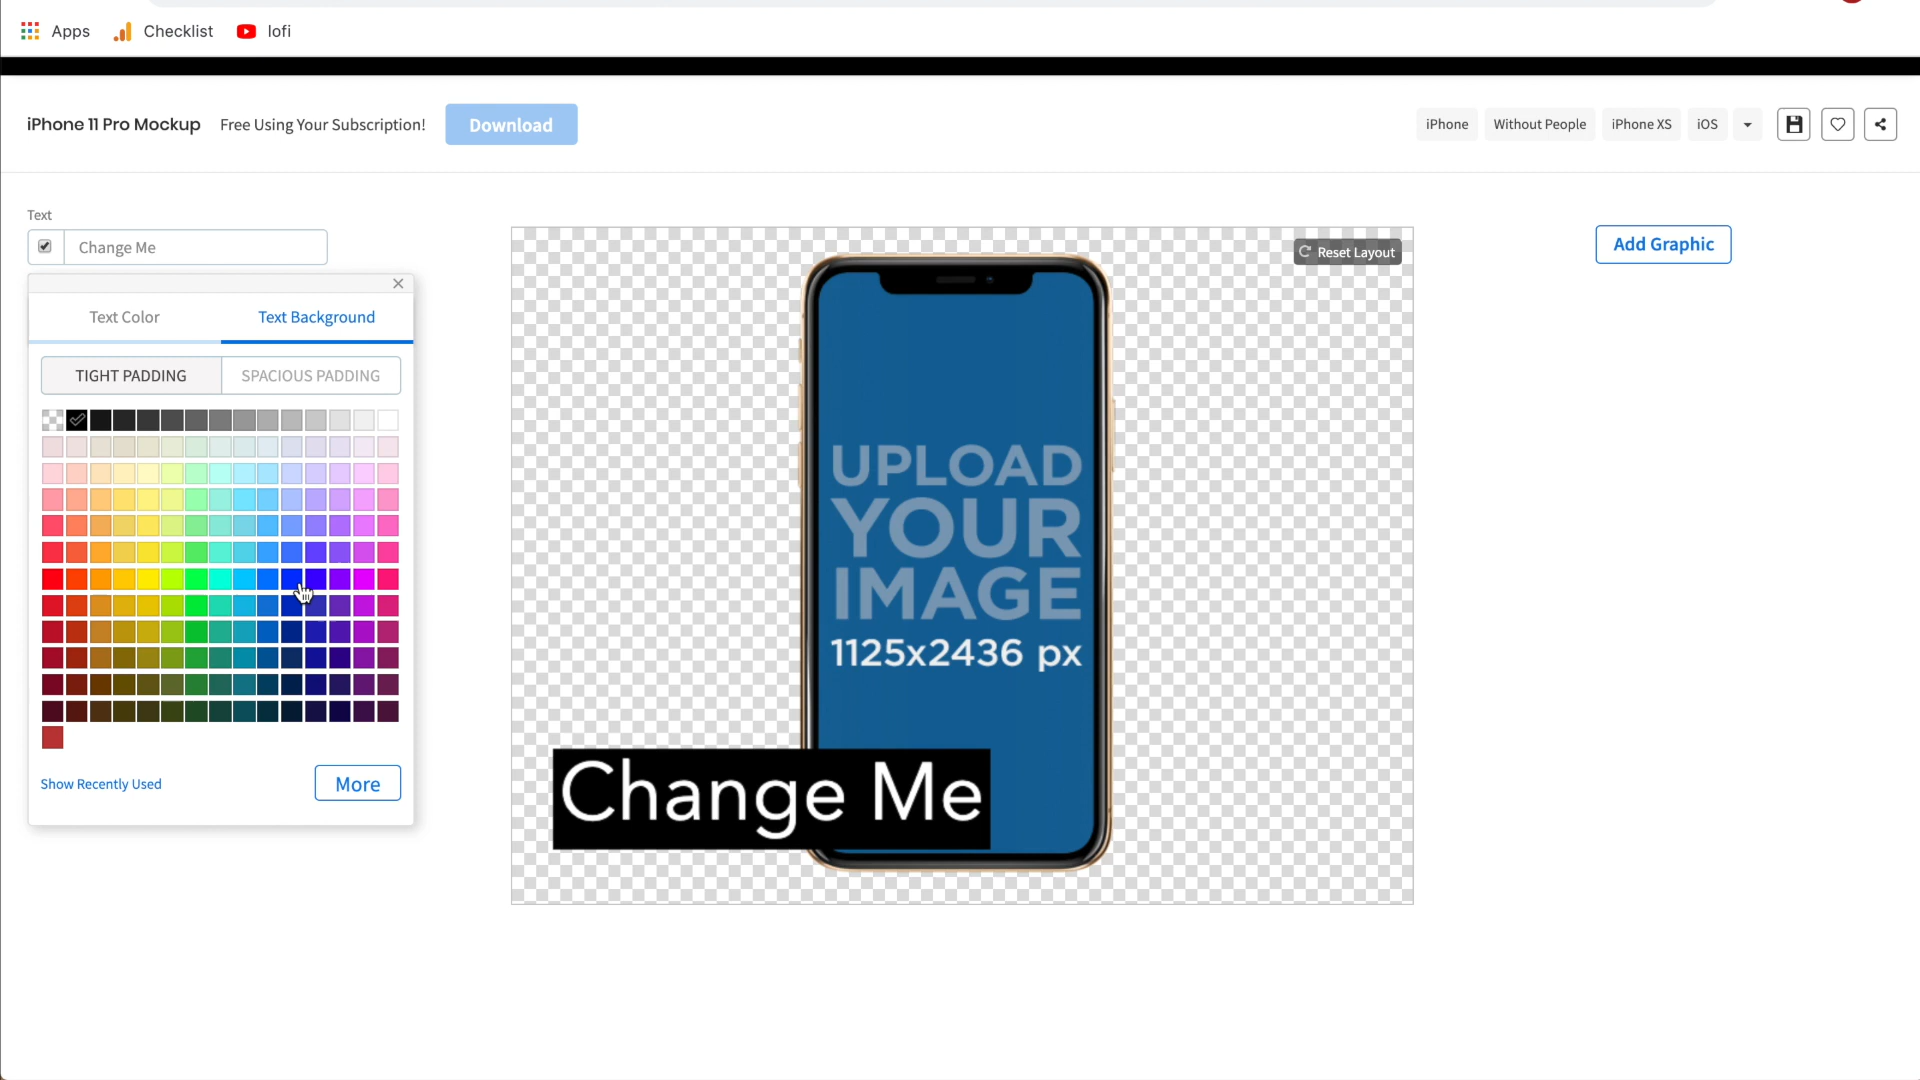 Apps
Checklist
lofi
iPhone 11 Pro Mockup
Free Using Your Subscription!
Download
iPhone
Without People
iPhone XS
iOS
Text
Change Me
Reset Layout
Add Graphic
Text Color
Text Background
TIGHT PADDING
SPACIOUS PADDING
UPLOAD
YOUR
IMAGE
1125x2436 px
Change Me
Show Recently Used
More